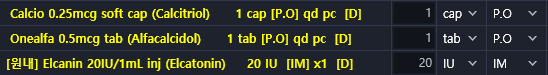 Calcio 0.25mcg soft cap (Calcitriol) 1 cap [P.O] qd pc [D] 1 cap P.O
Onealfa 0.5mcg tab (Alfacalcidol) 1 tab [P.O] qd pc [D] 1 tab P.O
[원내] Elcanin 20IU/1mL inj (Elcatonin) 20 IU [IM] x1 [D] 20 IU IM